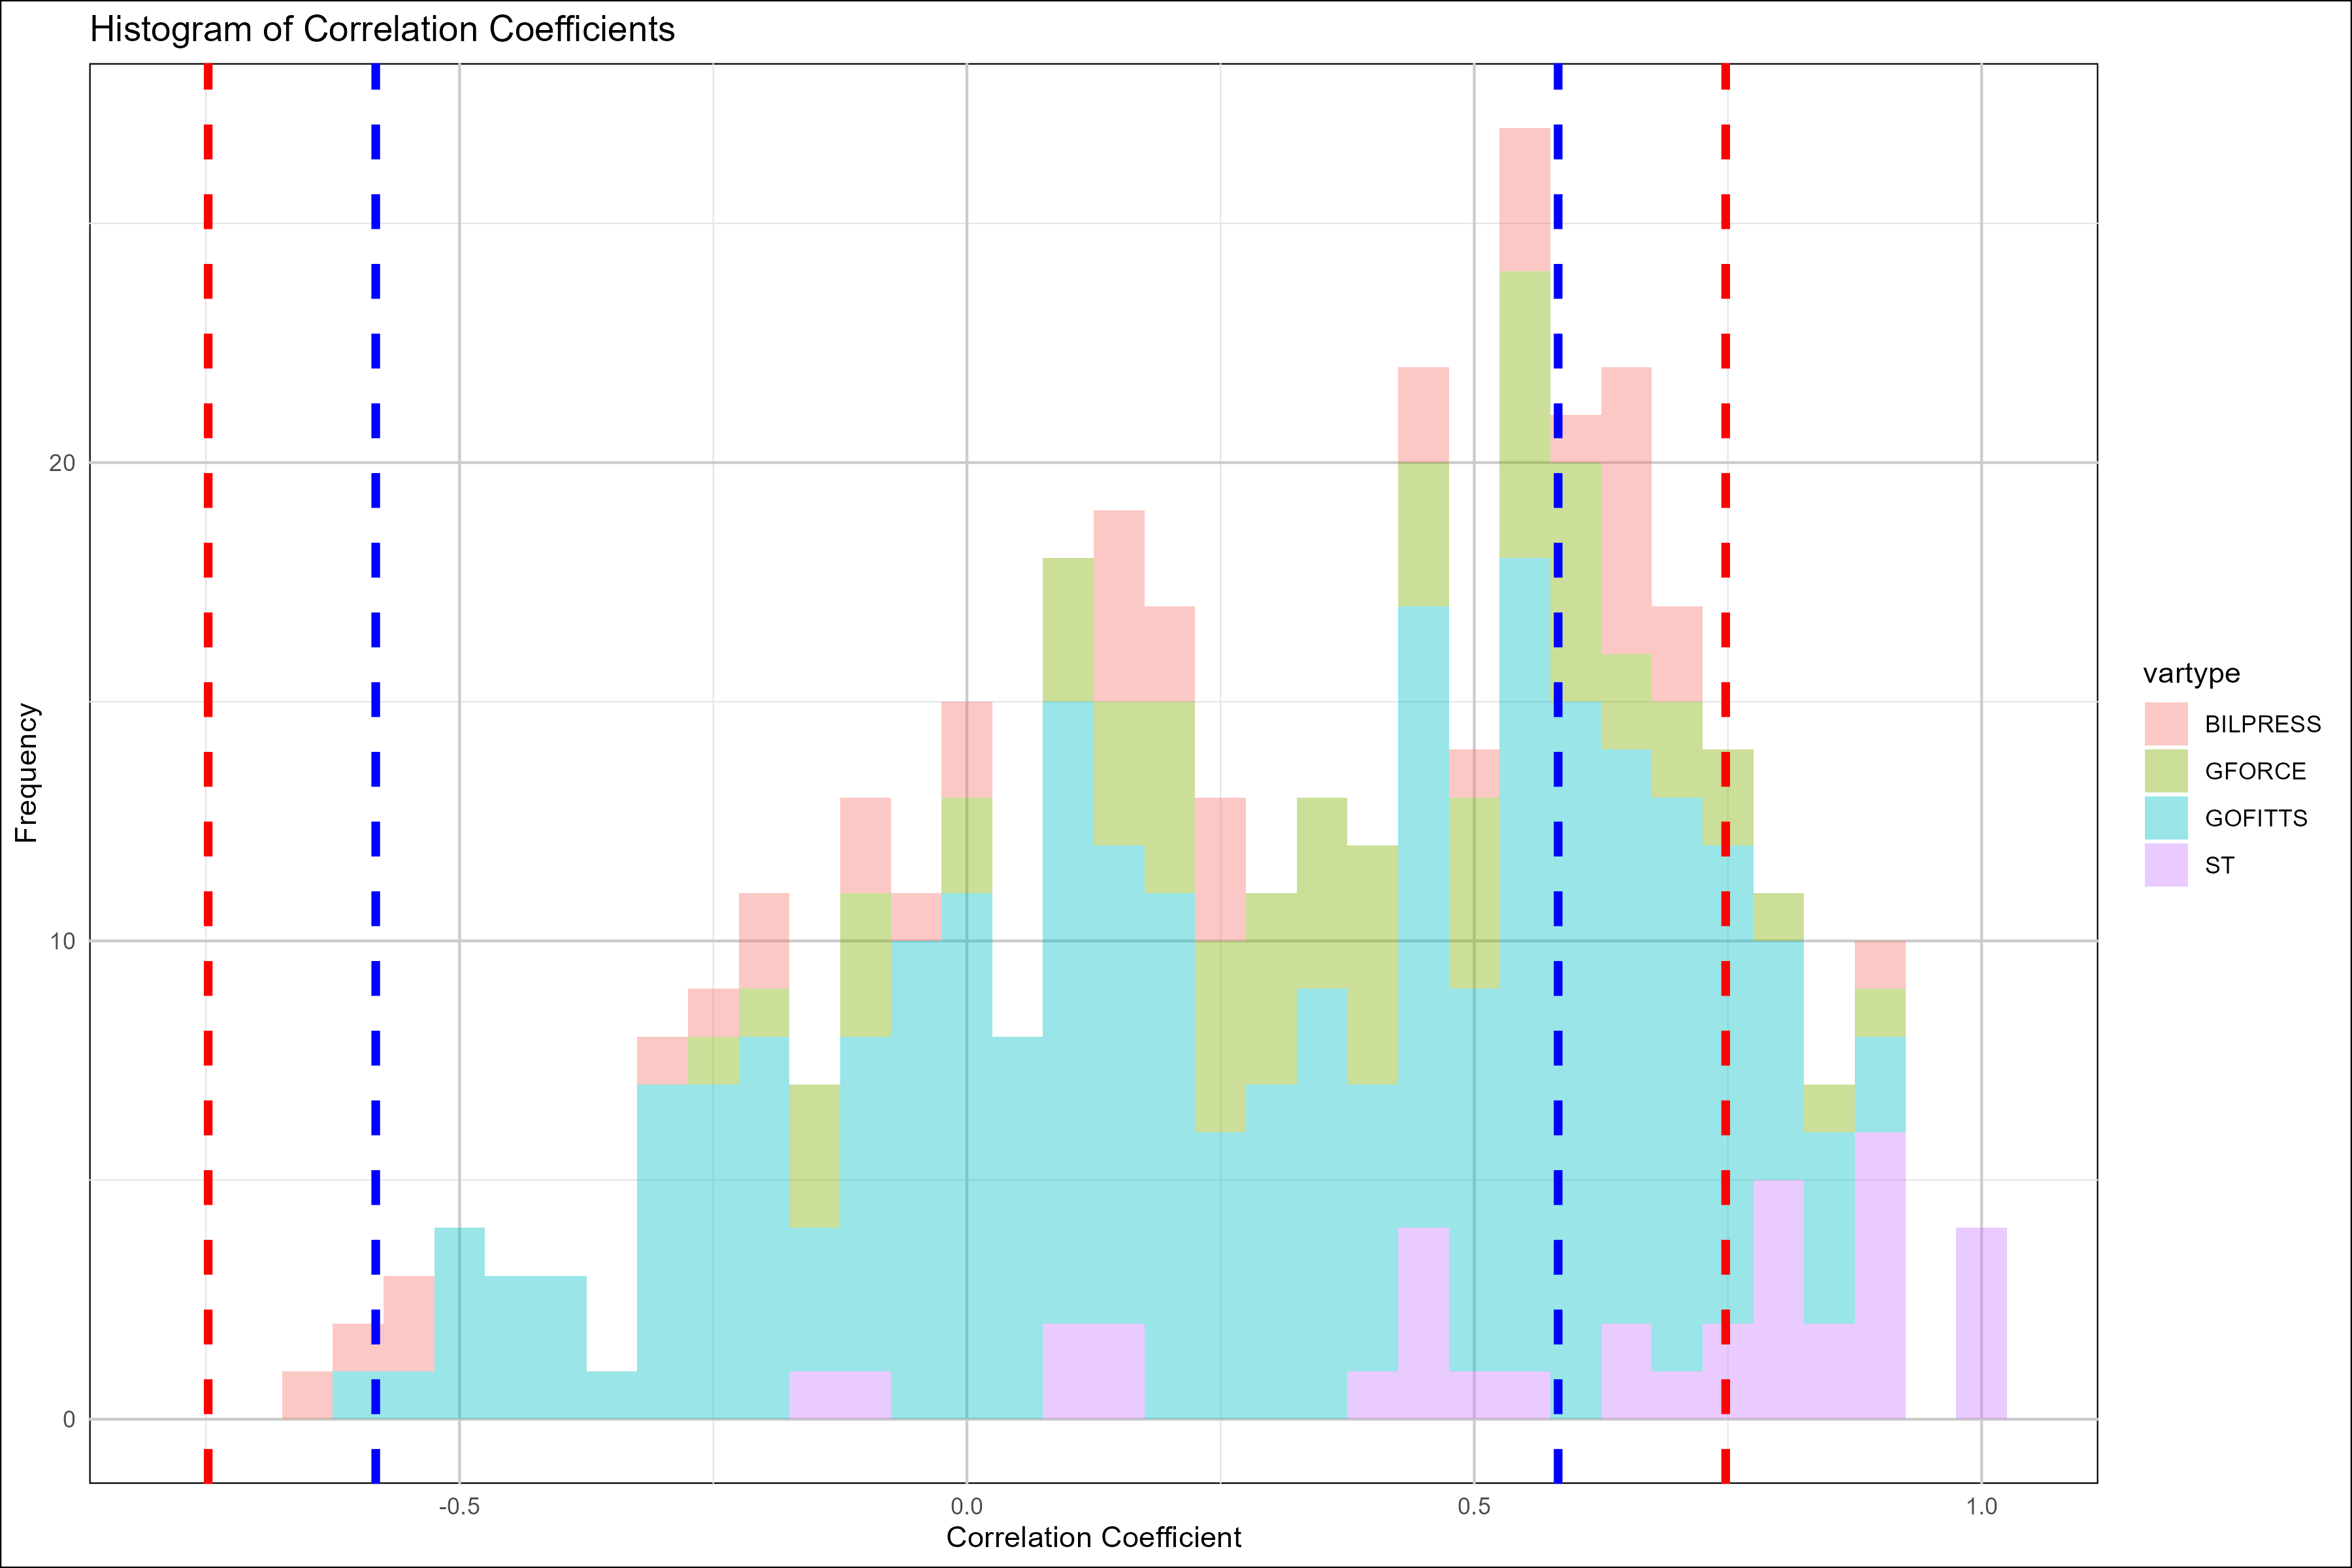 Histogram of Correlation Coefficients
Frequency
20
10
0
-0.5
0.0
0.5
1.0
Correlation Coefficient
vartype
BILPRESS
GFORCE
GOFITTS
ST